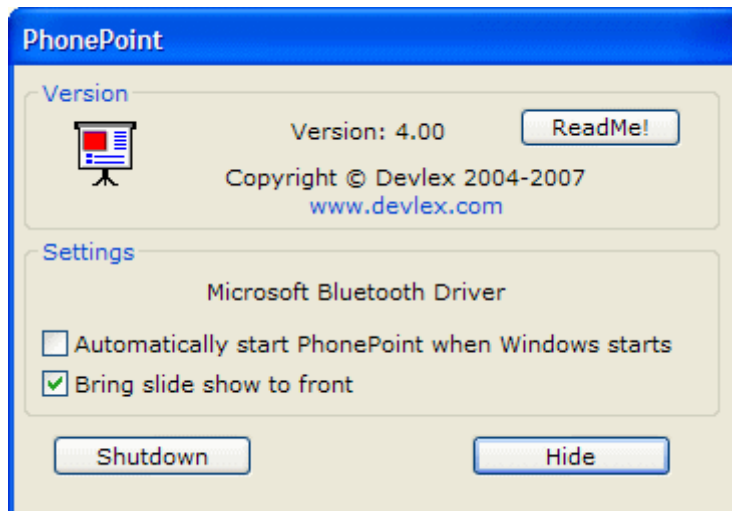 PhonePoint
Version
Version: 4.00
ReadMe!
Copyright © Devlex 2004-2007
www.devlex.com
Settings
Microsoft Bluetooth Driver
Automatically start PhonePoint when Windows starts
Bring slide show to front
Shutdown
Hide